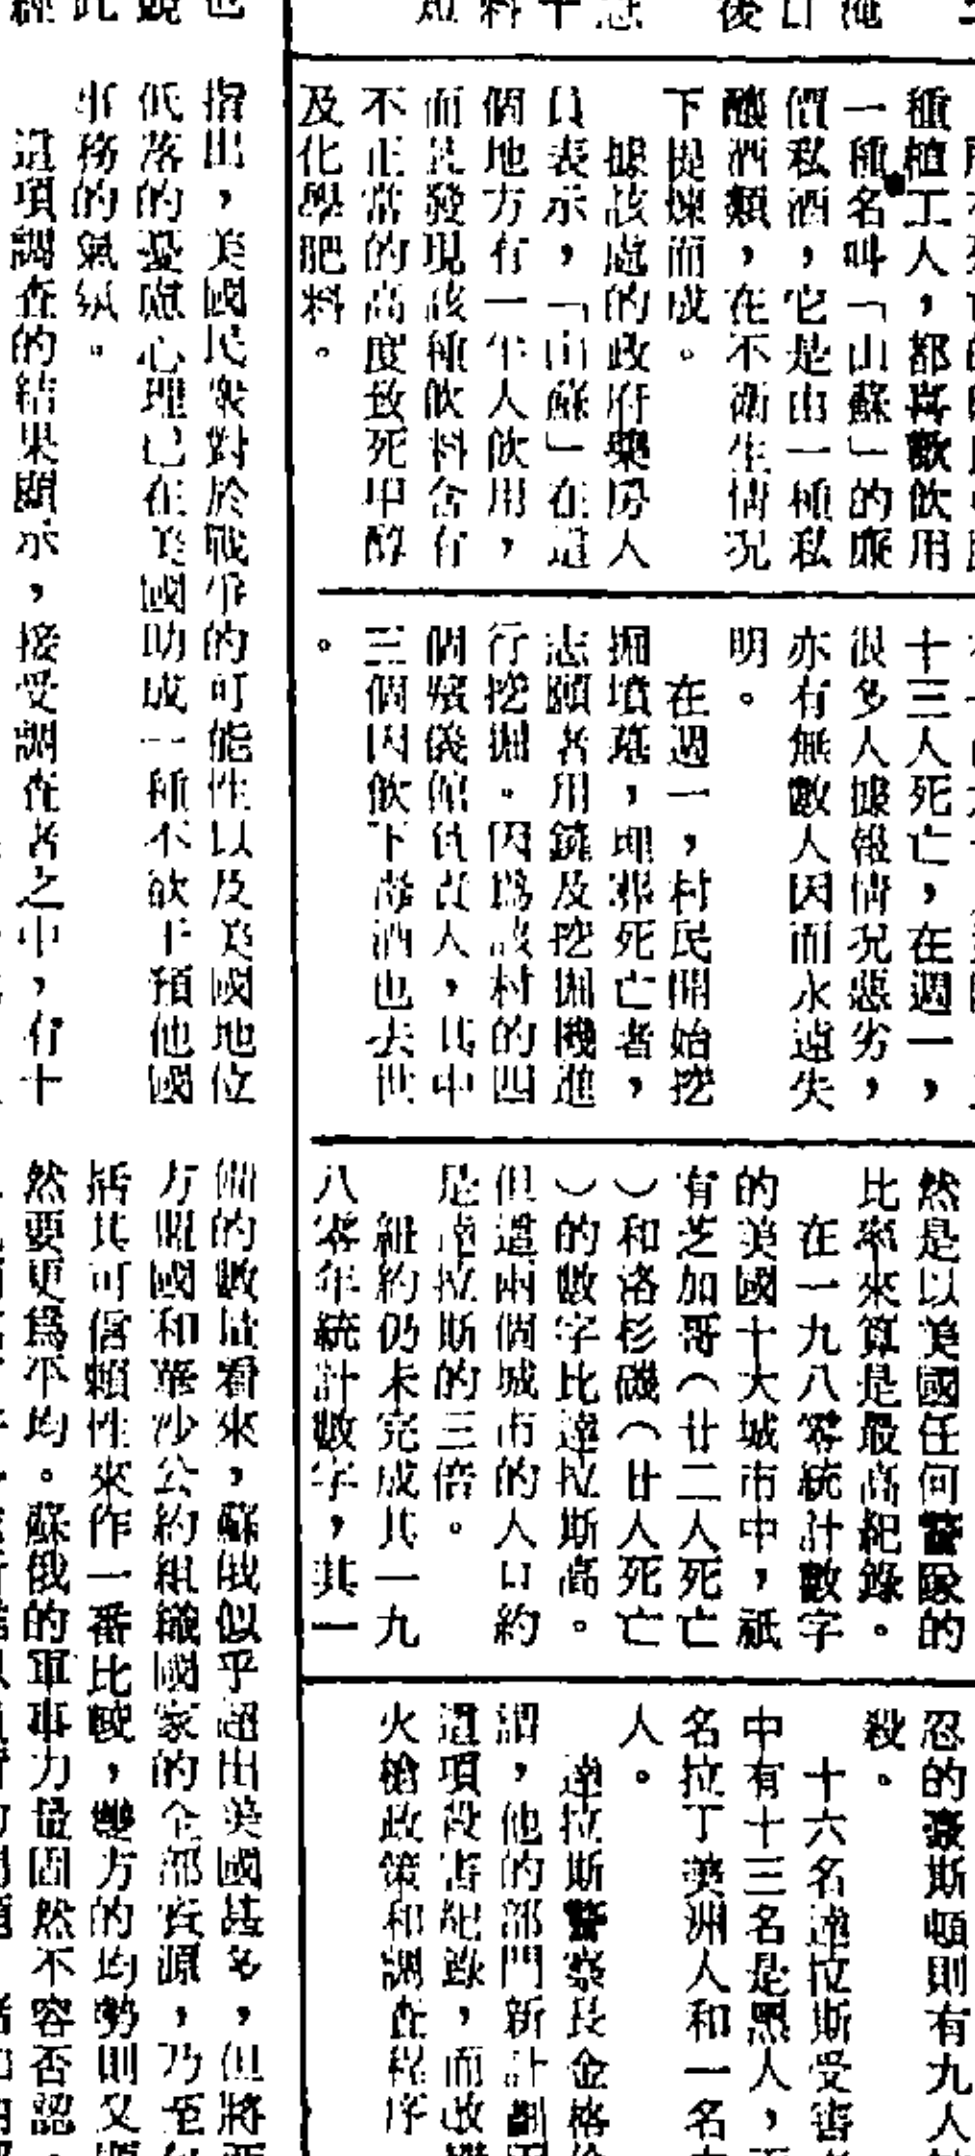 種植工人，都喜歡飲用
一種名叫「山蘇」的廉
價私酒，它是由一種私
釀酒類，在不衛生情況
下提煉而成。
據該處的政府藥房人
員表示，「山蘇」在這
個地方有一半人飲用，
而且發現該種飲料含有
不正常的高度致死甲醇
及化學肥料。
十三人死亡，在週一，
很多人據報情況惡劣，
亦有無數人因而永遠失
明。
在週一，村民開始挖
掘墳墓，埋葬死亡者，
志願者用鏟及挖掘機進
行挖掘。因為該村的四
個殯儀館負責人，其中
三個因飲下毒酒也去世
。
然是以美國任何警隊的
比率來算是最高紀錄。
在一九八零統計數字
的美國十大城市中，祇
有芝加哥（廿二人死亡
）和洛杉磯（廿人死亡
）的數字比達拉斯高。
但這兩個城市的人口約
是達拉斯的三倍。
紐約仍未完成其一九
八零年統計數字，其一
忍的豪斯頓則有九人
殺。
十六名達拉斯受害
中有十三名是黑人，
名拉丁美洲人和一名
人。
達拉斯警察長金格
謂，他的部門新計劃
這項殺害紀錄，而改
火槍政策和調查程序
指出，美國民眾對於戰爭的可能性以及美國地位
低落的憂慮心理已在美國助成一種不欲干預他國
事務的氣氛。
這項調查的結果顯示，接受調查者之中，有十
備的數量看來，蘇俄似乎超出美國甚多，但將
方盟國和華沙公約組織國家的全部資源，乃至
括其可信賴性來作一番比較，雙方的均勢則又
然要更為不均。蘇俄的軍事力量固然不容否認，